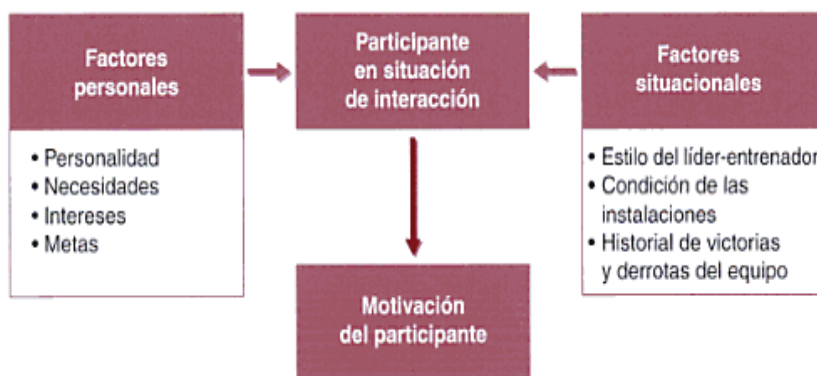 Factores
personales
• Personalidad
• Necesidades
• Intereses
• Metas
Participante
en situación
de interacción
Factores
situacionales
• Estilo del líder-entrenador
• Condición de las
instalaciones
• Historial de victorias
y derrotas del equipo
Motivación
del participante